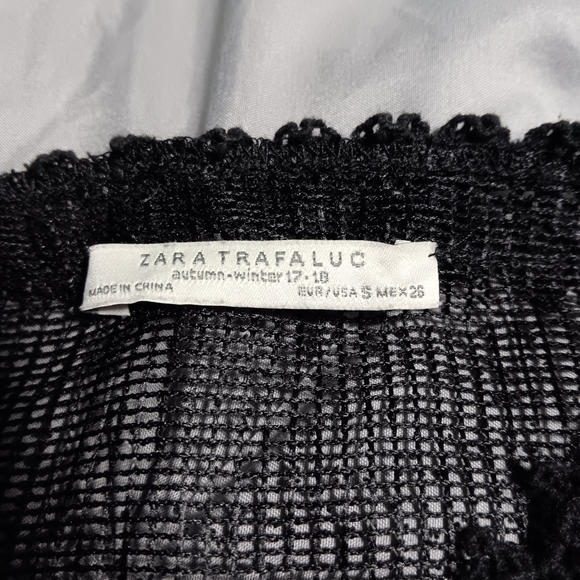 ZARA TRAFALUC
autumn-winter 17·18
MADE IN CHINA EUR/USA S MEX 26